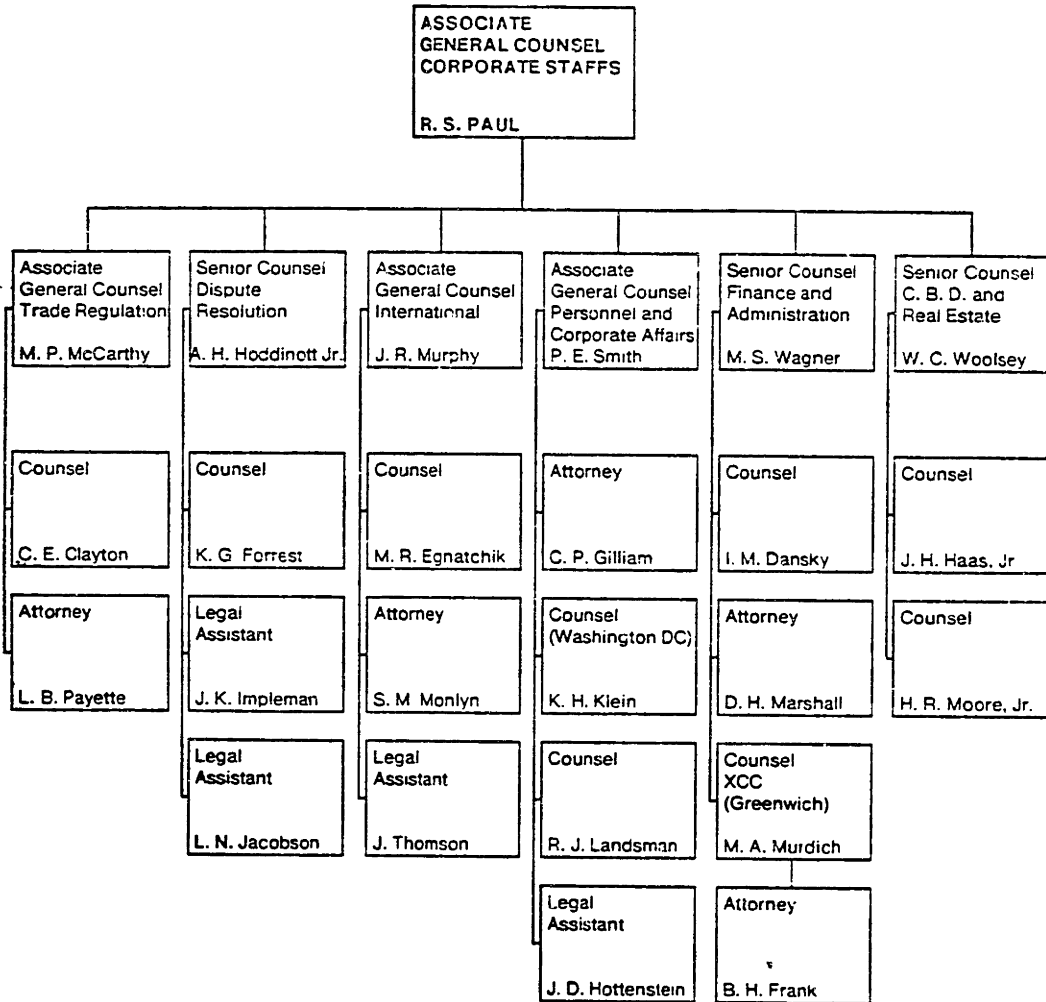 ASSOCIATE
GENERAL COUNSEL
CORPORATE STAFFS
R. S. PAUL
Associate
General Counsel
Trade Regulation
M. P. McCarthy
Senior Counsel
Dispute
Resolution
A. H. Hoddinott Jr.
Associate
General Counsel
International
J. R. Murphy
Associate
General Counsel
Personnel and
Corporate Affairs
P. E. Smith
Senior Counsel
Finance and
Administration
M. S. Wagner
Senior Counsel
C. B. D. and
Real Estate
W. C. Woolsey
Counsel
C. E. Clayton
Counsel
K. G Forrest
Counsel
M. R. Egnatchik
Attorney
C. P. Gilliam
Counsel
I. M. Dansky
Counsel
J. H. Haas, Jr
Attorney
L. B. Payette
Legal
Assistant
J. K. Impleman
Attorney
S. M Monlyn
Counsel
(Washington DC)
K. H. Klein
Attorney
D. H. Marshall
Counsel
H. R. Moore, Jr.
Legal
Assistant
L. N. Jacobson
Legal
Assistant
J. Thomson
Counsel
R. J. Landsman
Counsel
XCC
(Greenwich)
M. A. Murdich
Legal
Assistant
J. D. Hottenstein
Attorney
B. H. Frank